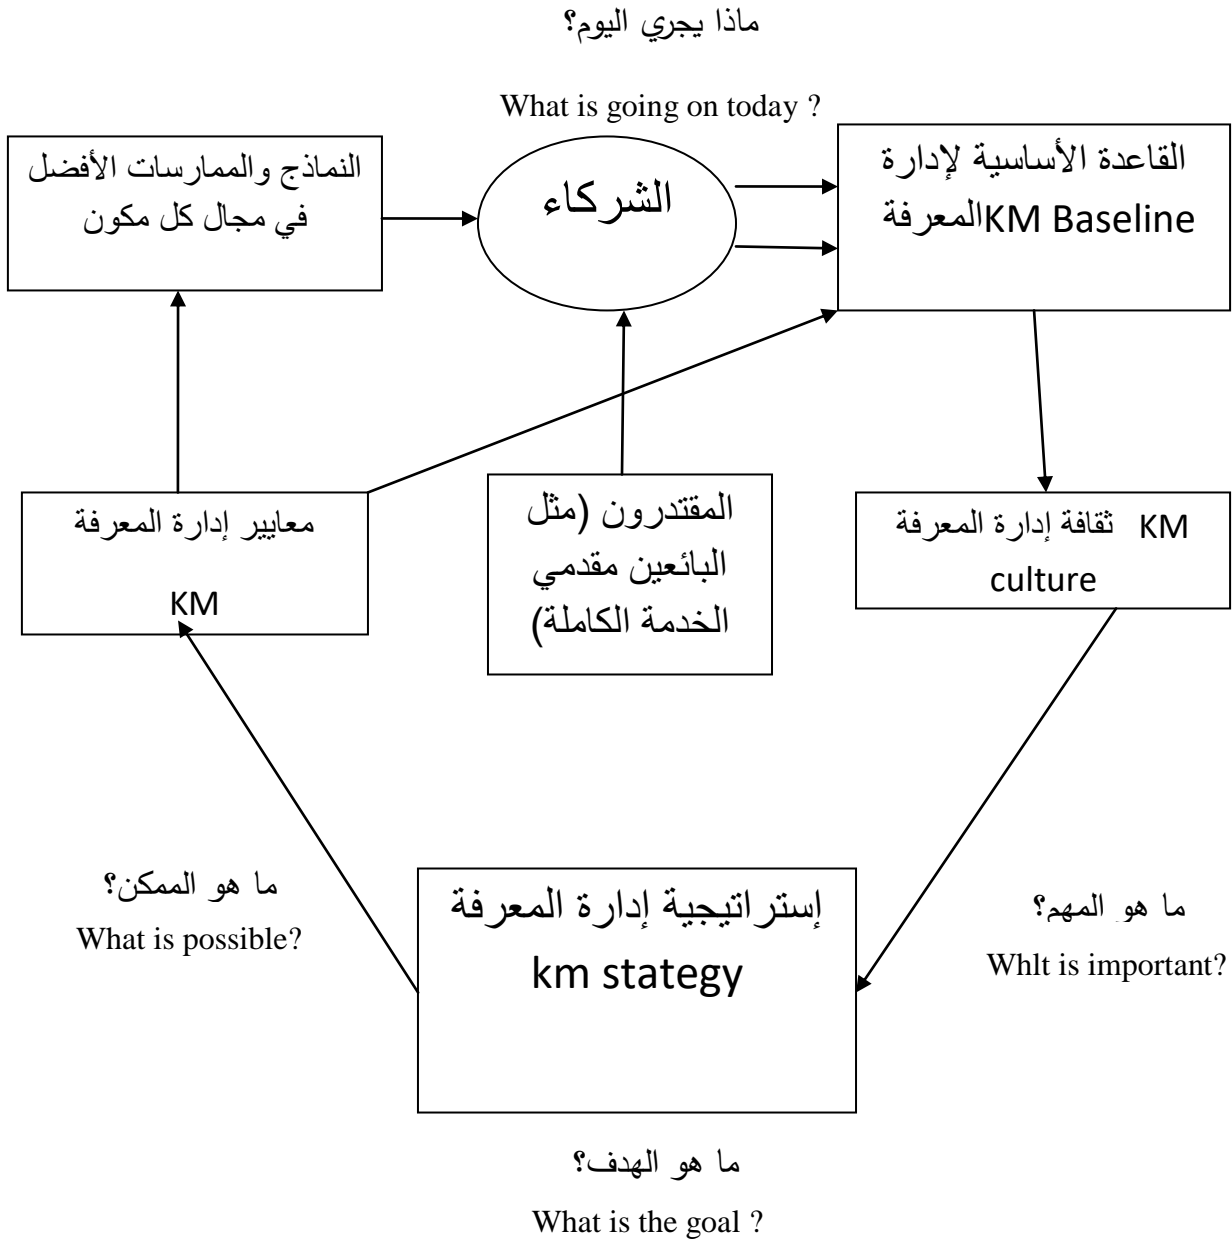 ماذا يجري اليوم؟
What is going on today ?
النماذج والممارسات الأفضل
في مجال كل مكون
الشركاء
القاعدة الأساسية لإدارة
المعرفة KM Baseline
معايير إدارة المعرفة
KM
المقتدرون (مثل
البائعين مقدمي
الخدمة الكاملة)
ثقافة إدارة المعرفة KM
culture
ما هو الممكن؟
What is possible?
إستراتيجية إدارة المعرفة
km stategy
ما هو المهم؟
Whlt is important?
ما هو الهدف؟
What is the goal ?